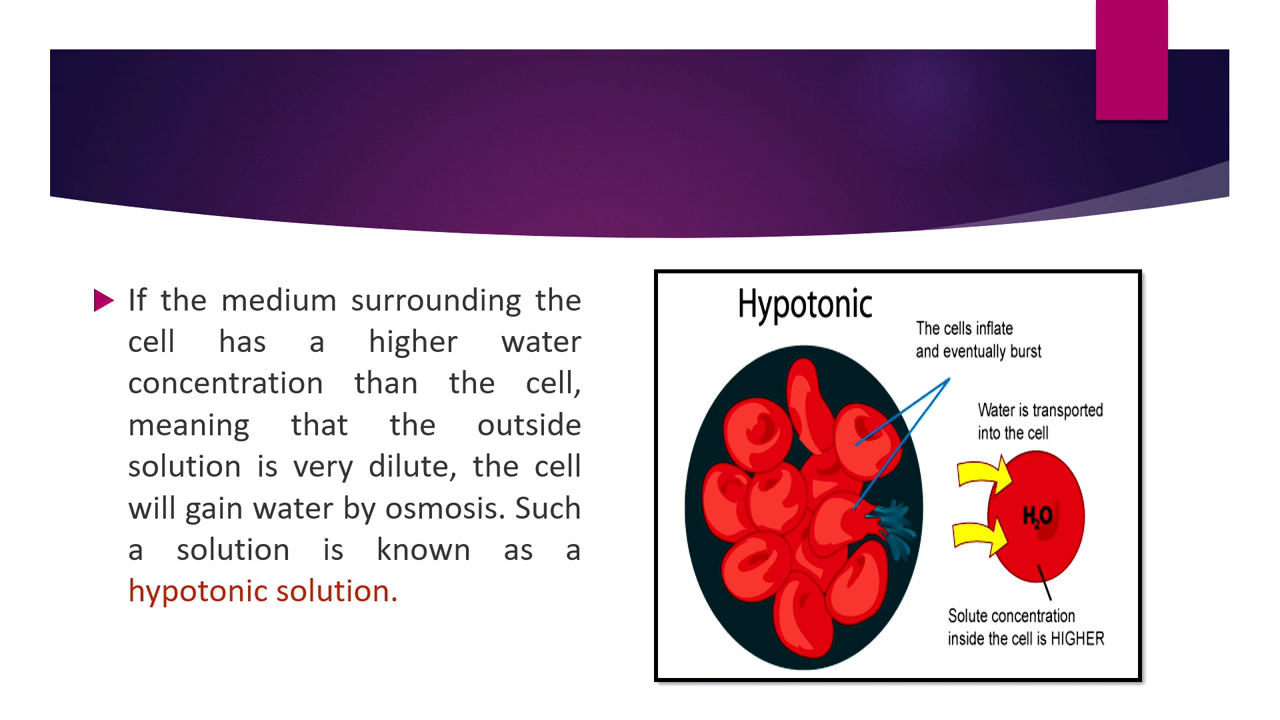 If the medium surrounding the
cell has a higher water
concentration than the cell,
meaning that the outside
solution is very dilute, the cell
will gain water by osmosis. Such
a solution is known as a
hypotonic solution.
Hypotonic
The cells inflate
and eventually burst
Water is transported
into the cell
H₂O
Solute concentration
inside the cell is HIGHER